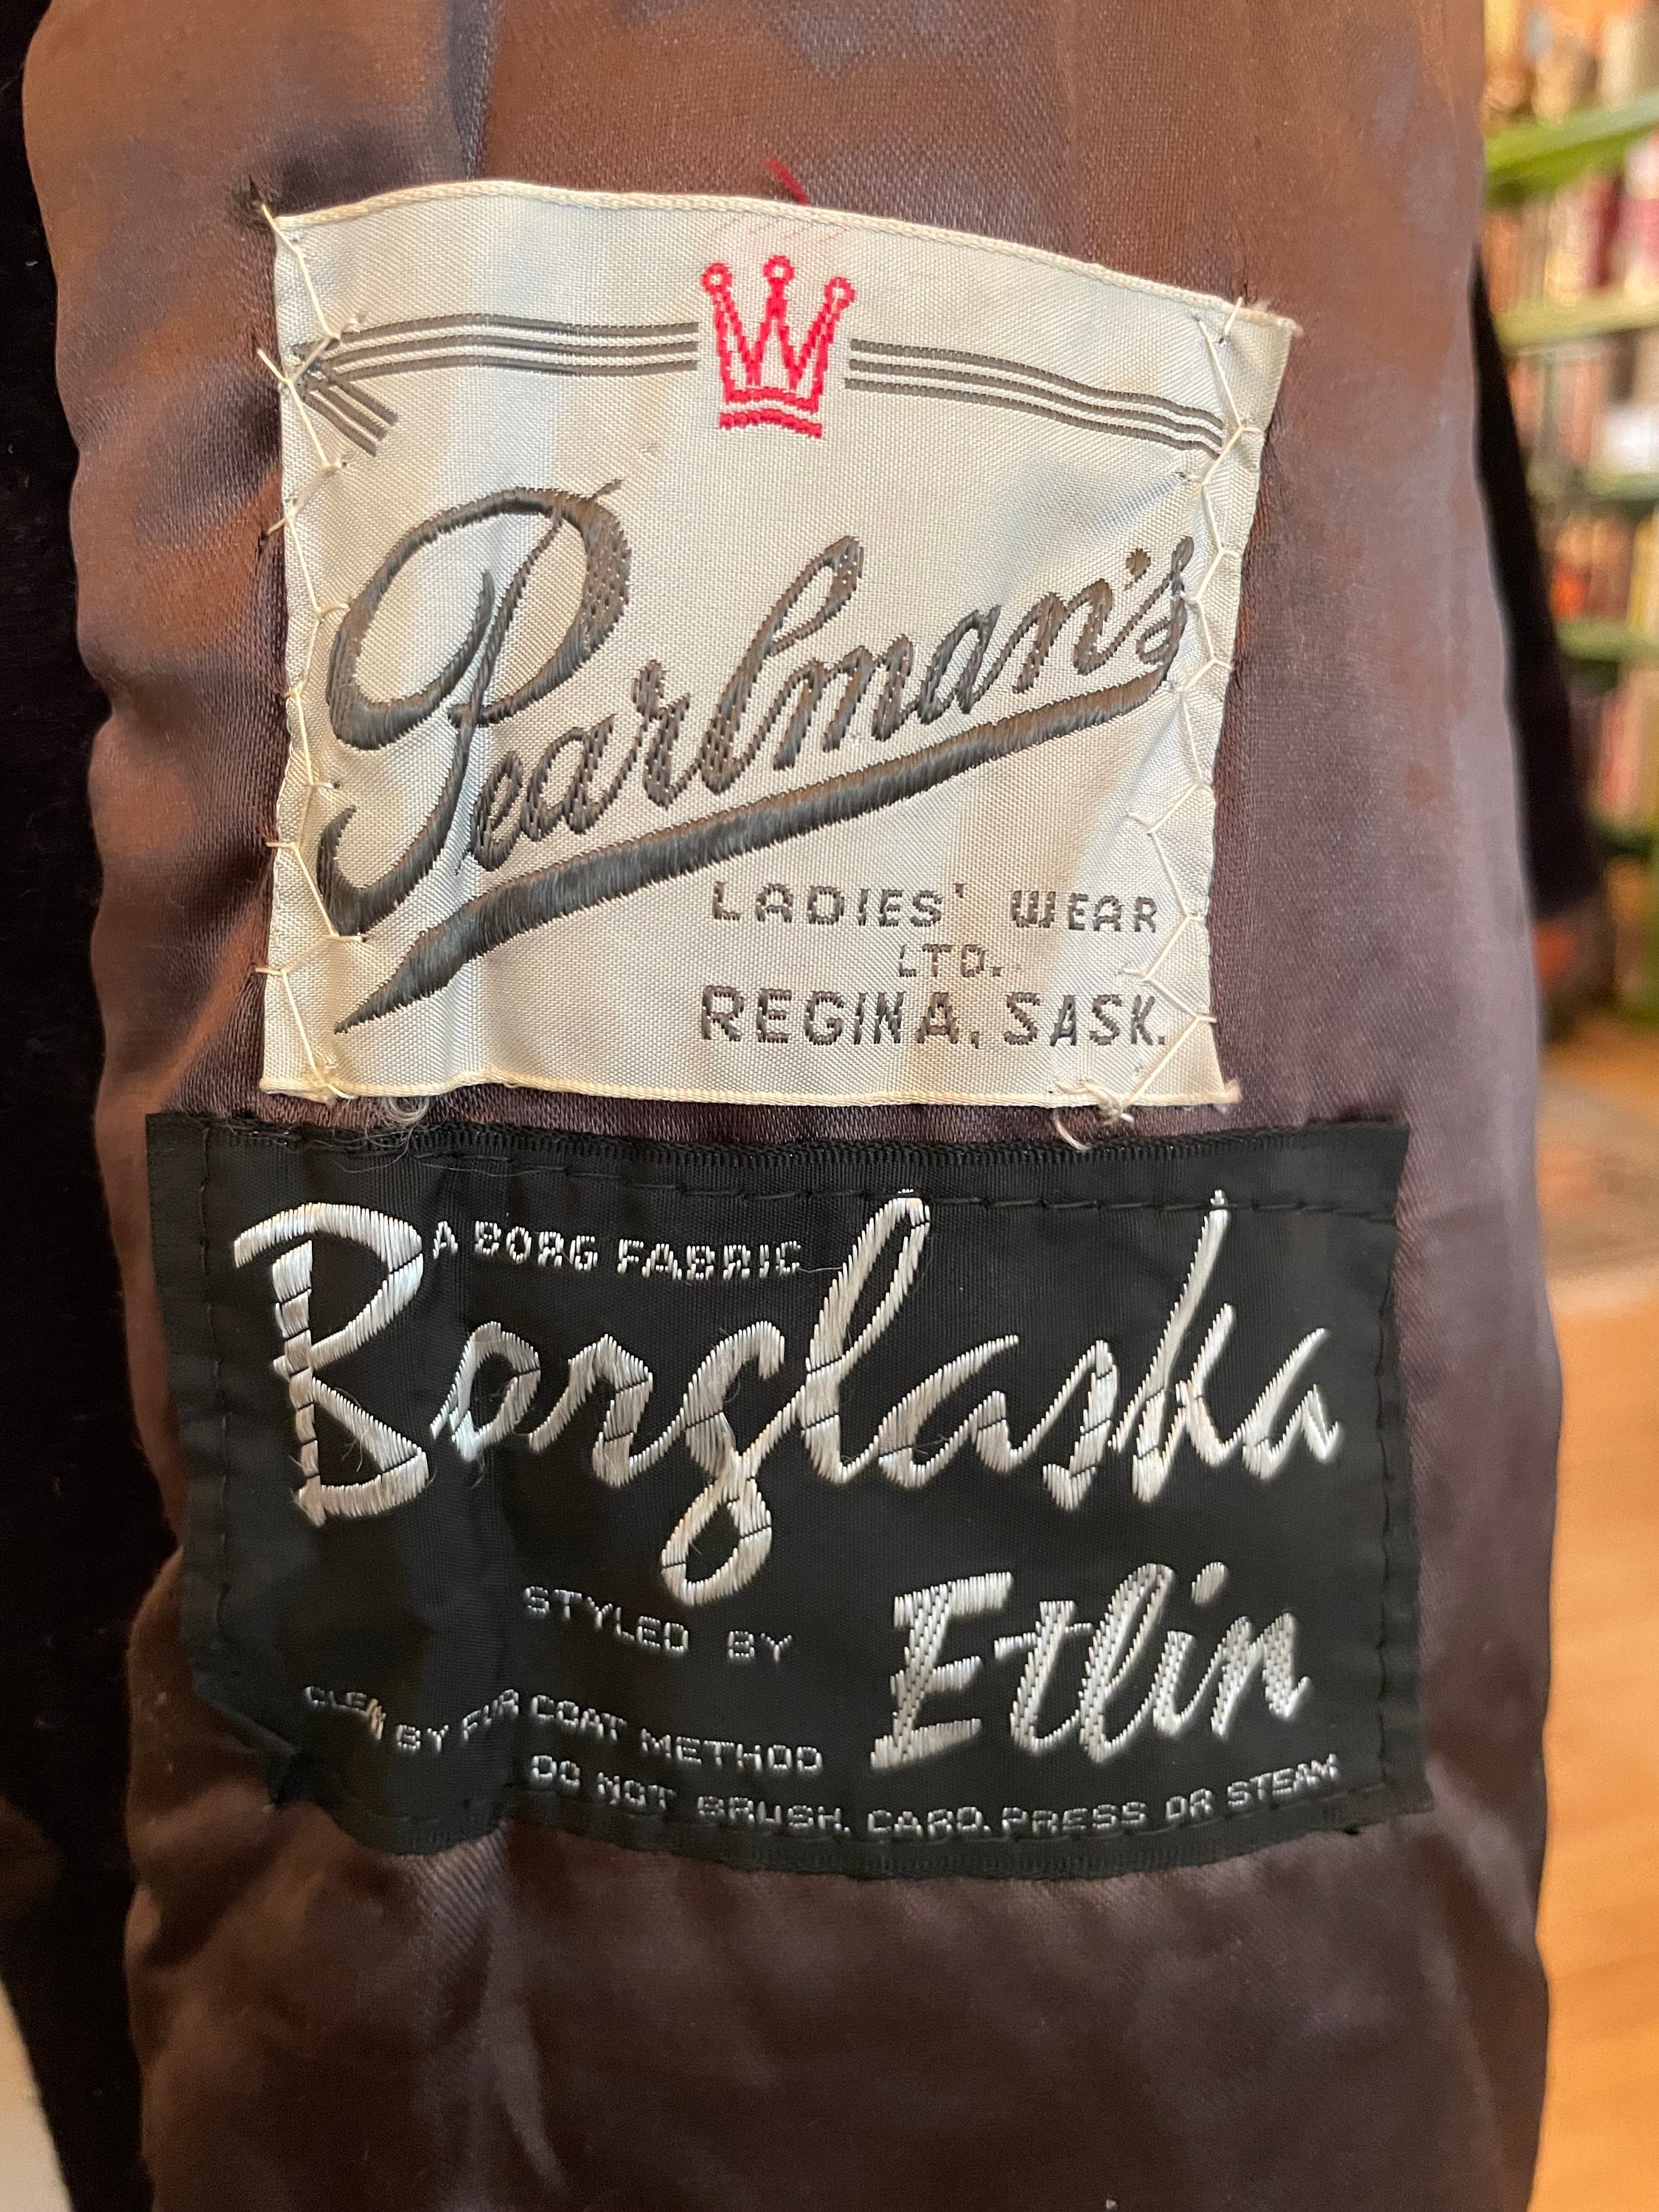 Pearlman's
LADIES' WEAR
LTD.
REGINA, SASK.
A BORG FABRIC
Borglaska
STYLED BY Etlin
CLEAN BY FUR COAT METHOD
DO NOT BRUSH, CARD, PRESS OR STEAM